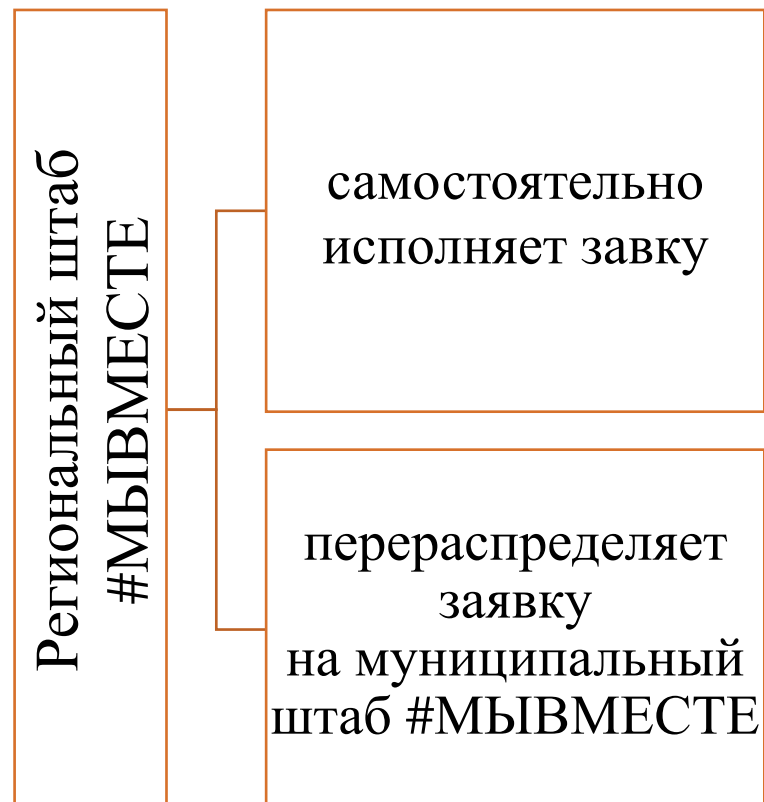 Региональный штаб
#МЫВМЕСТЕ
самостоятельно
исполняет завку
перераспределяет
заявку
на муниципальный
штаб #МЫВМЕСТЕ